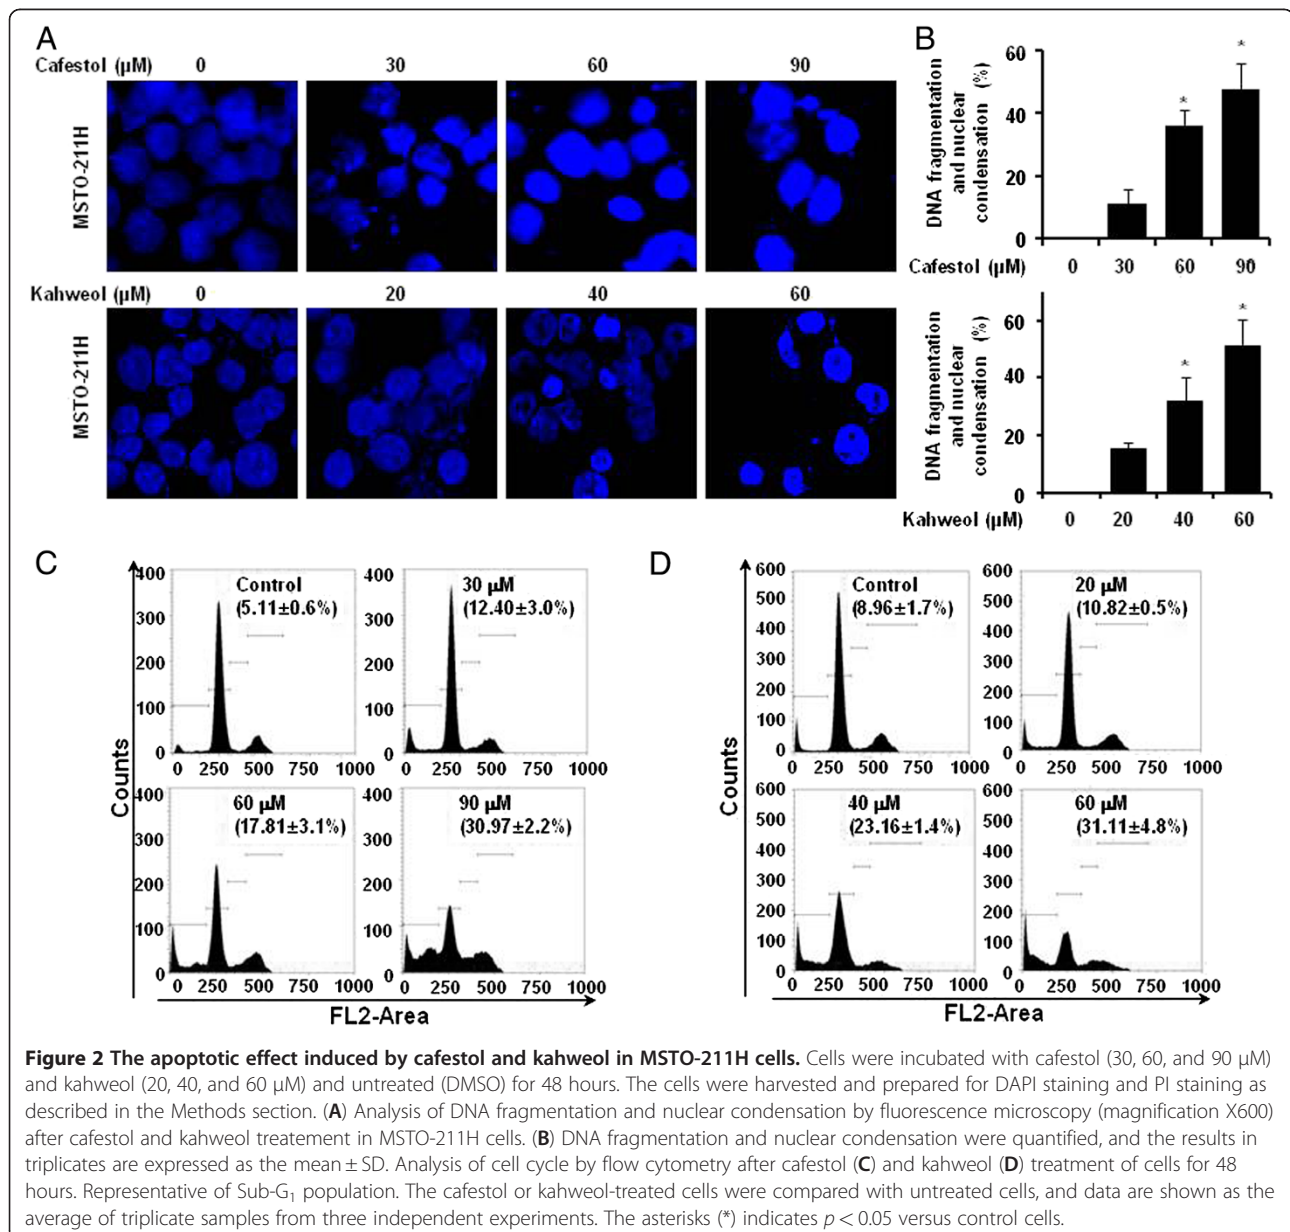 A
Cafestol (µM) 0 30 60 90
MSTO-211H
Kahweol (µM) 0 20 40 60
MSTO-211H
B
DNA fragmentation
and nuclear
condensation (%)
60
40
20
0
* *
Cafestol (µM) 0 30 60 90
DNA fragmentation
and nuclear
condensation (%)
60
40
20
0
* *
Kahweol (µM) 0 20 40 60
C
Counts
400
300
200
100
0
Control
(5.11±0.6%)
0 250 500 750 1000
400
300
200
100
0
30 µM
(12.40±3.0%)
0 250 500 750 1000
400
300
200
100
0
60 µM
(17.81±3.1%)
0 250 500 750 1000
400
300
200
100
0
90 µM
(30.97±2.2%)
0 250 500 750 1000
FL2-Area
D
Counts
600
500
400
300
200
100
0
Control
(8.96±1.7%)
0 250 500 750 1000
600
500
400
300
200
100
0
20 µM
(10.82±0.5%)
0 250 500 750 1000
600
500
400
300
200
100
0
40 µM
(23.16±1.4%)
0 250 500 750 1000
600
500
400
300
200
100
0
60 µM
(31.11±4.8%)
0 250 500 750 1000
FL2-Area
Figure 2 The apoptotic effect induced by cafestol and kahweol in MSTO-211H cells. Cells were incubated with cafestol (30, 60, and 90 µM)
and kahweol (20, 40, and 60 µM) and untreated (DMSO) for 48 hours. The cells were harvested and prepared for DAPI staining and PI staining as
described in the Methods section. (A) Analysis of DNA fragmentation and nuclear condensation by fluorescence microscopy (magnification X600)
after cafestol and kahweol treatement in MSTO-211H cells. (B) DNA fragmentation and nuclear condensation were quantified, and the results in
triplicates are expressed as the mean ± SD. Analysis of cell cycle by flow cytometry after cafestol (C) and kahweol (D) treatment of cells for 48
hours. Representative of Sub-G₁ population. The cafestol or kahweol-treated cells were compared with untreated cells, and data are shown as the
average of triplicate samples from three independent experiments. The asterisks (*) indicates p < 0.05 versus control cells.